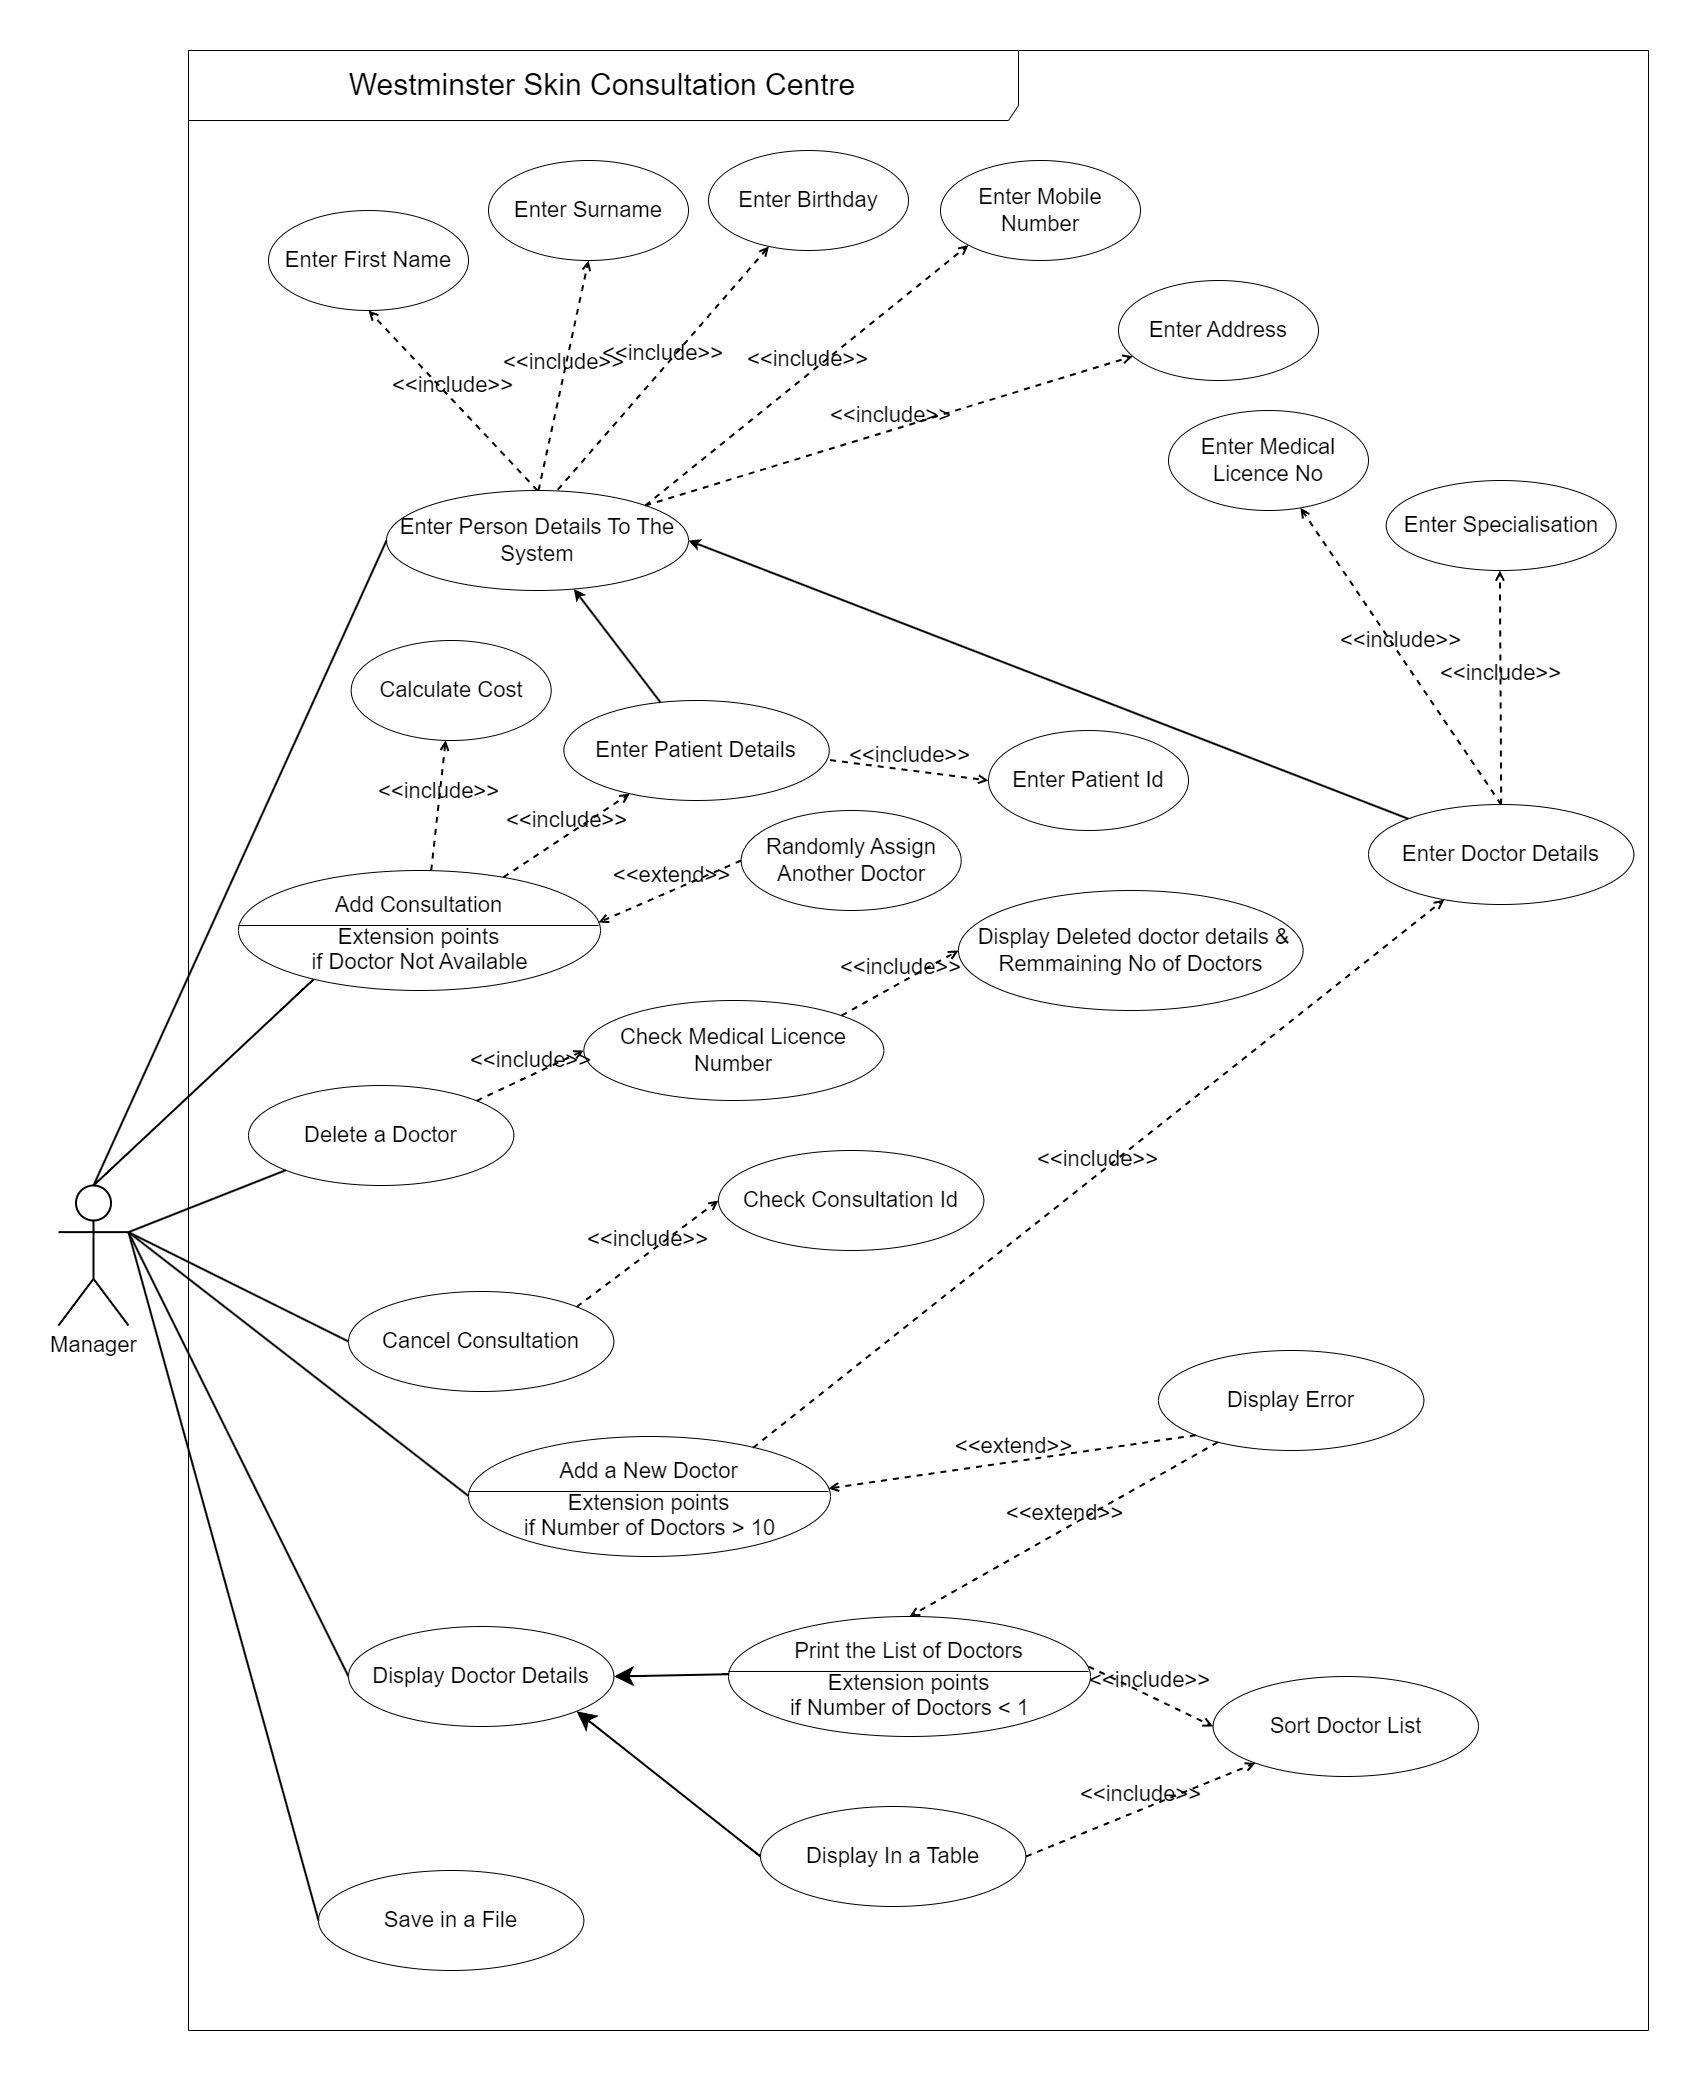 Westminster Skin Consultation Centre
Enter First Name
Enter Surname
Enter Birthday
Enter Mobile
Number
Enter Address
<<include>>
<<include>>
<<include>>
<<include>>
<<include>>
Enter Medical
Licence No
Enter Specialisation
Enter Person Details To The
System
<<include>>
<<include>>
Calculate Cost
Enter Patient Details
<<include>>
Enter Patient Id
<<include>>
<<include>>
Randomly Assign
Another Doctor
<<extend>>
Enter Doctor Details
Add Consultation
Extension points
if Doctor Not Available
Display Deleted doctor details &
Remmaining No of Doctors
<<include>>
Check Medical Licence
Number
<<include>>
Delete a Doctor
<<include>>
Check Consultation Id
<<include>>
Manager
Cancel Consultation
Display Error
<<extend>>
Add a New Doctor
Extension points
if Number of Doctors > 10
<<extend>>
Display Doctor Details
Print the List of Doctors
Extension points
if Number of Doctors < 1
<<include>>
Sort Doctor List
<<include>>
Display In a Table
Save in a File